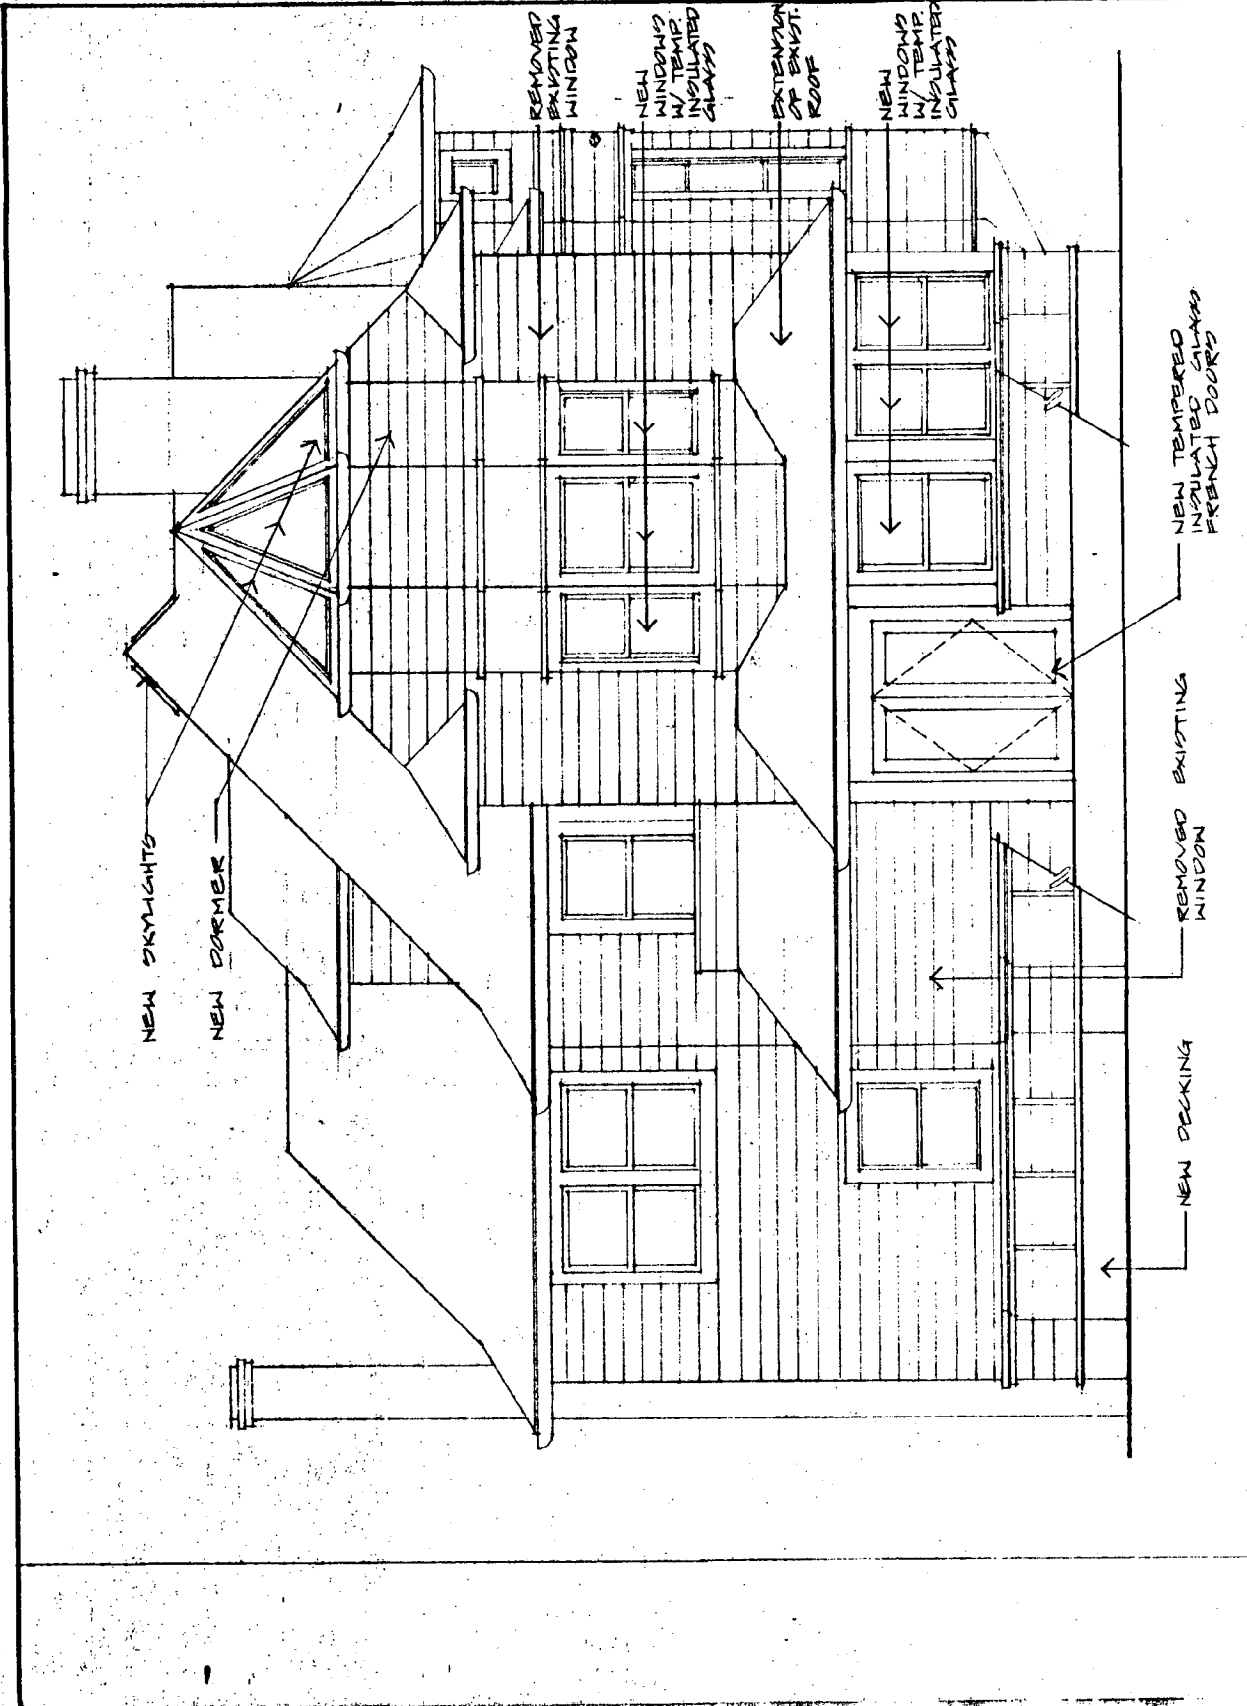 NEW SKYLIGHTS
NEW DORMER
REMOVED
EXISTING
WINDOW
NEW
WINDOWS
W/ TEMP.
INSULATED
GLASS
EXTENSION
OF EXIST.
ROOF
NEW
WINDOWS
W/ TEMP.
INSULATED
GLASS
NEW DECKING
REMOVED EXISTING
WINDOW
NEW TEMPERED
INSULATED GLASS
FRENCH DOORS